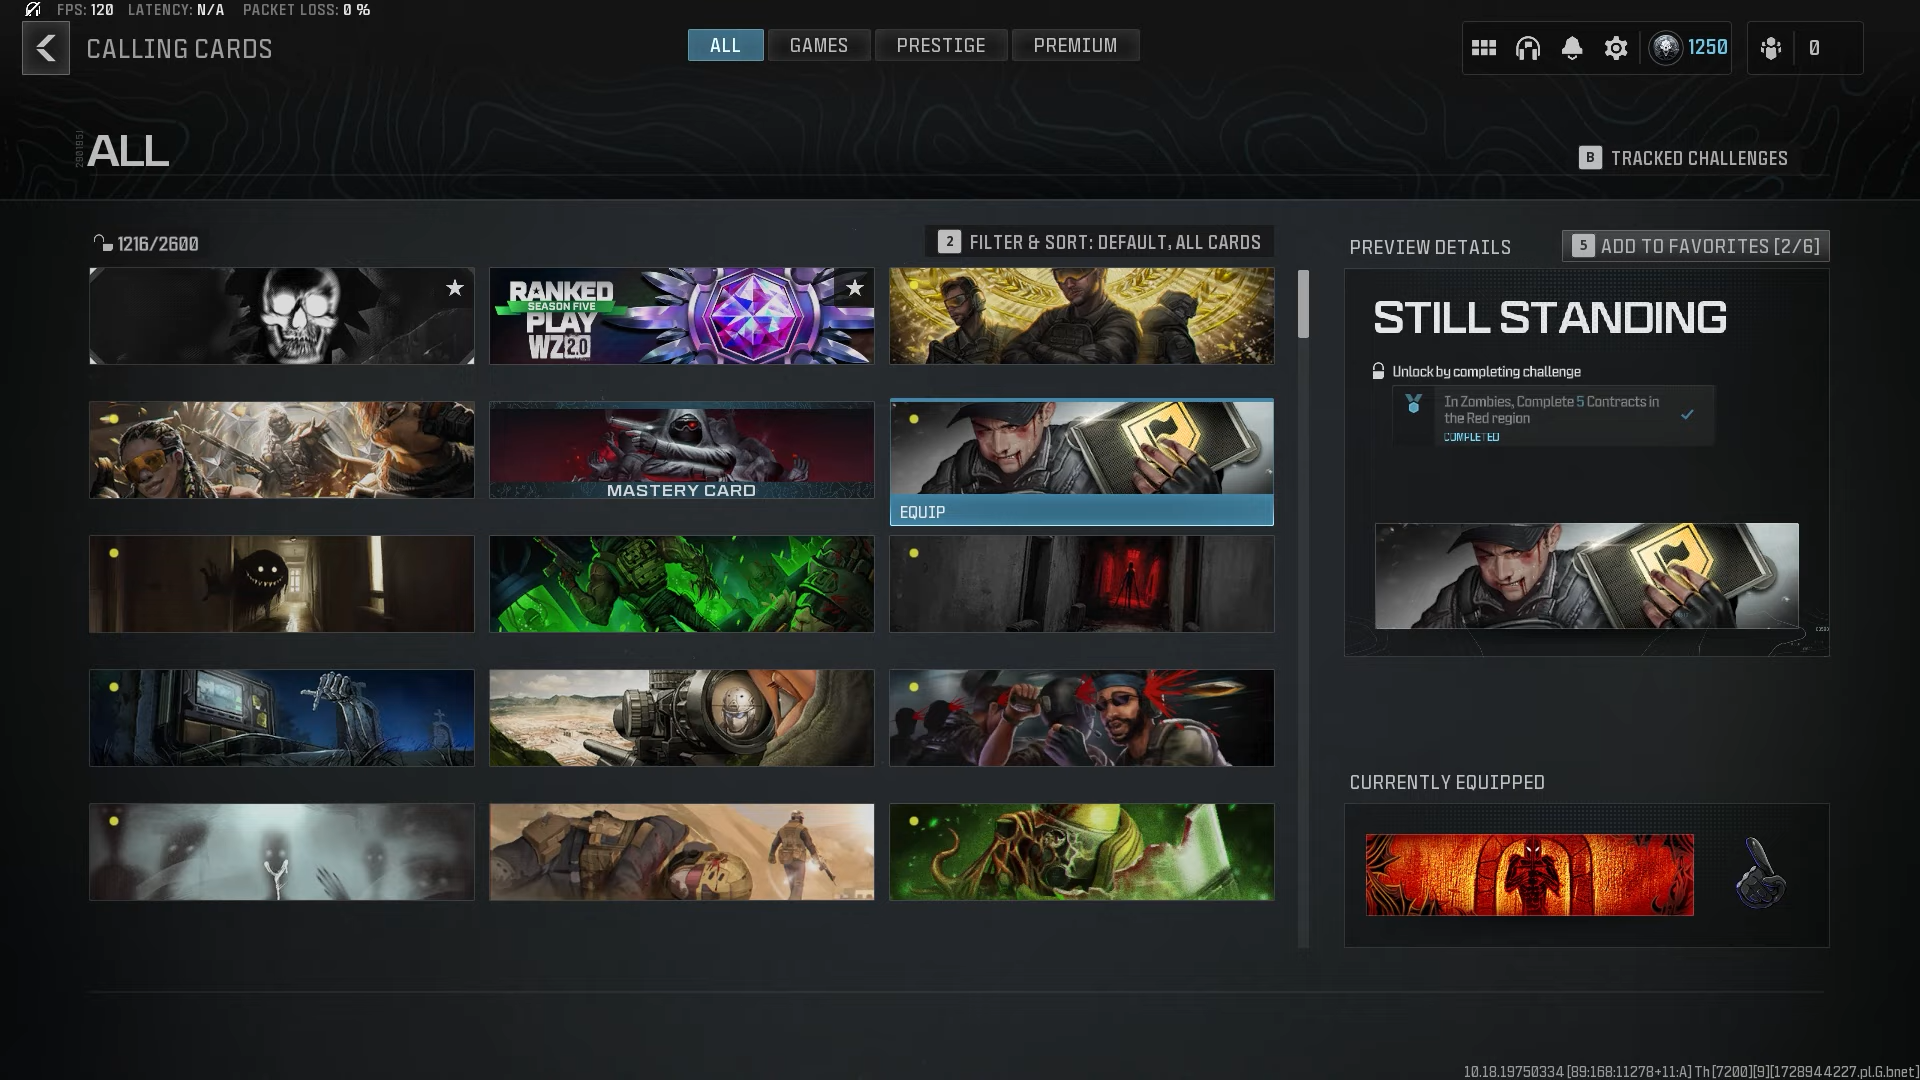 FPS: 120 LATENCY: N/A PACKET LOSS: 0 %
CALLING CARDS
ALL GAMES PRESTIGE PREMIUM
1250
0
2901951
ALL
B TRACKED CHALLENGES
1216/2600
2 FILTER & SORT: DEFAULT, ALL CARDS
PREVIEW DETAILS
5 ADD TO FAVORITES [2/6]
RANKED
SEASON FIVE
PLAY
WZ 2.0
STILL STANDING
Unlock by completing challenge
In Zombies, Complete 5 Contracts in
the Red region
COMPLETED
MASTERY CARD
EQUIP
CURRENTLY EQUIPPED
10.18.19750334 [89:168:11278+11:A] Th [7200][9][1728944227.pl.G.bnet]